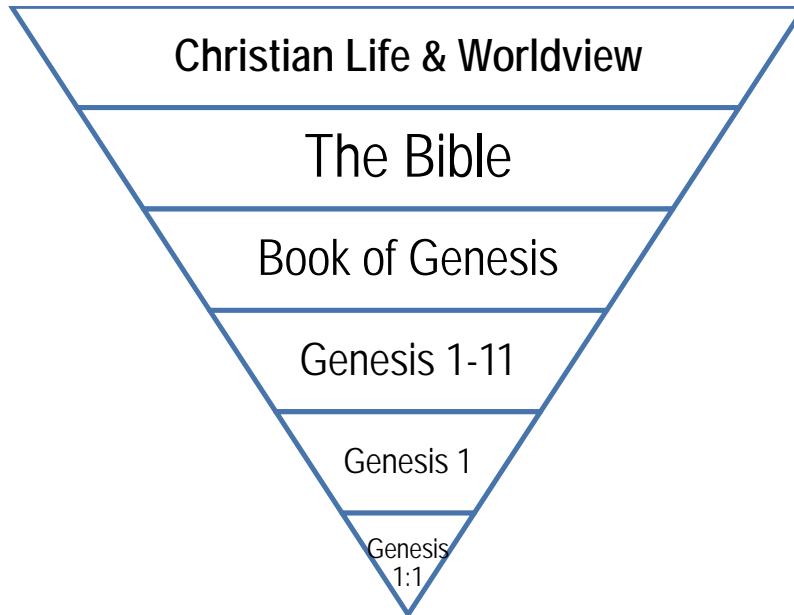 Christian Life & Worldview
The Bible
Book of Genesis
Genesis 1-11
Genesis 1
Genesis
1:1